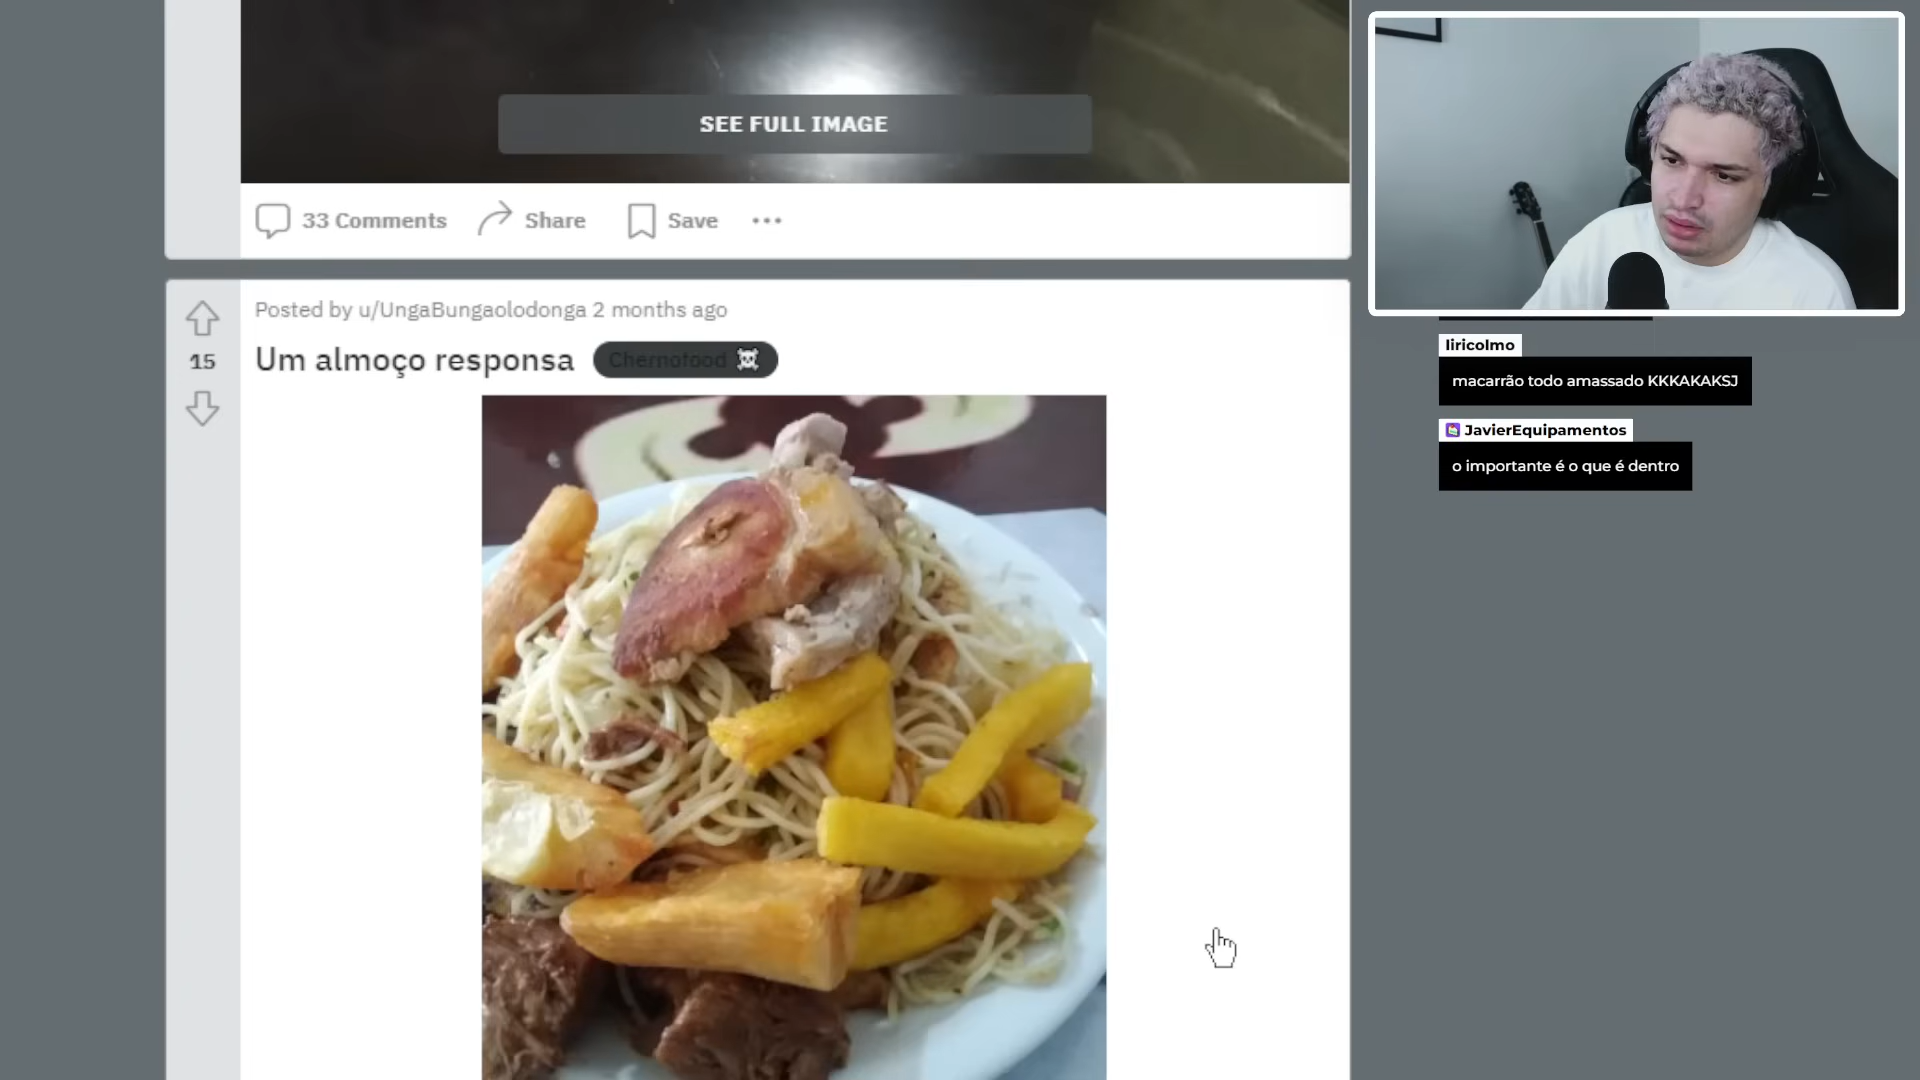 SEE FULL IMAGE
33 Comments
Share
Save
Posted by u/UngaBungaolodonga 2 months ago
15
Um almoço responsa
Chernofood
liricolmo
macarrão todo amassado KKKAKAKSJ
JavierEquipamentos
o importante é o que é dentro